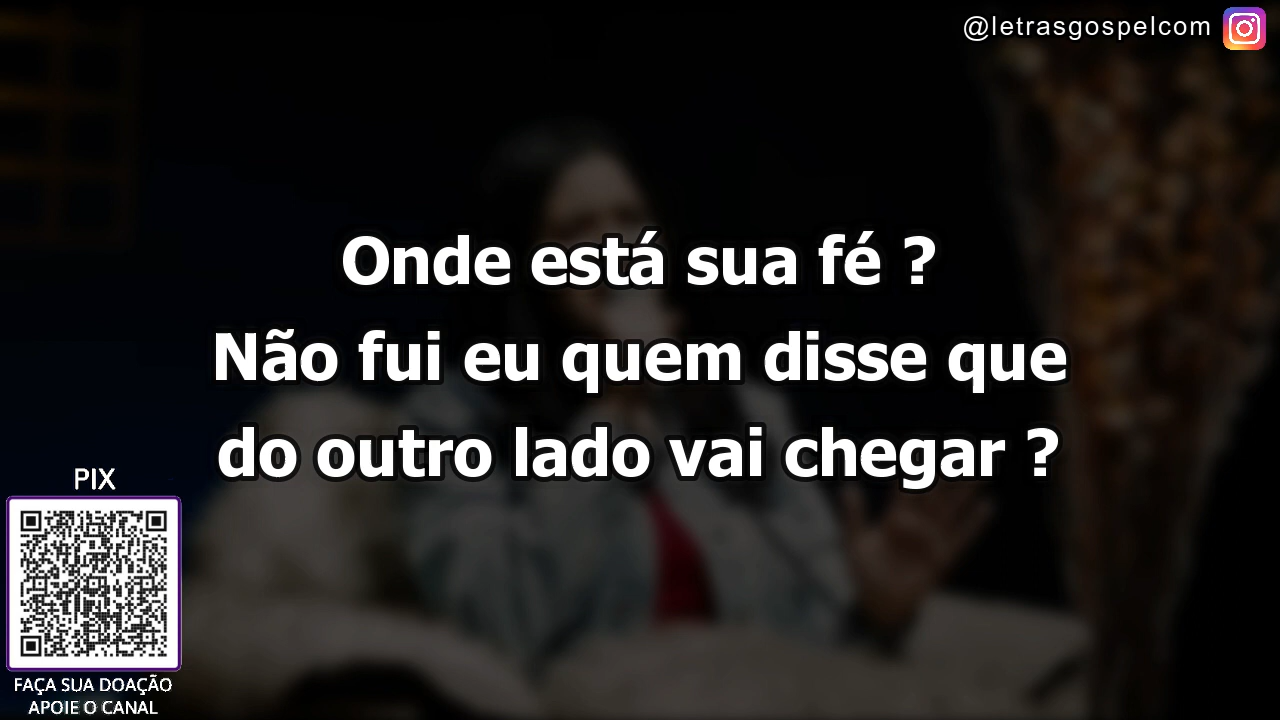 @letrasgospelcom
Onde está sua fé ?
Não fui eu quem disse que
do outro lado vai chegar ?
PIX
FAÇA SUA DOAÇÃO
APOIE O CANAL